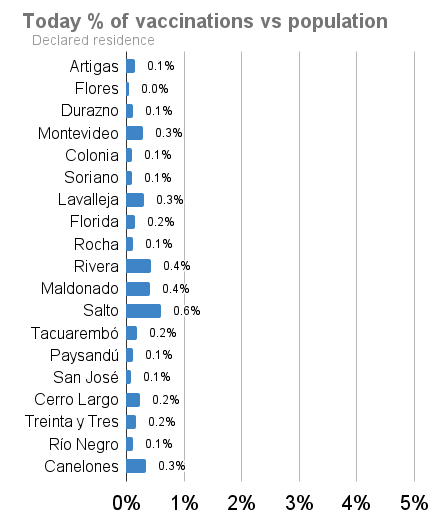 Today % of vaccinations vs population
Declared residence
Artigas 0.1%
Flores 0.0%
Durazno 0.1%
Montevideo 0.3%
Colonia 0.1%
Soriano 0.1%
Lavalleja 0.3%
Florida 0.2%
Rocha 0.1%
Rivera 0.4%
Maldonado 0.4%
Salto 0.6%
Tacuarembó 0.2%
Paysandú 0.1%
San José 0.1%
Cerro Largo 0.2%
Treinta y Tres 0.2%
Río Negro 0.1%
Canelones 0.3%
0% 1% 2% 3% 4% 5%